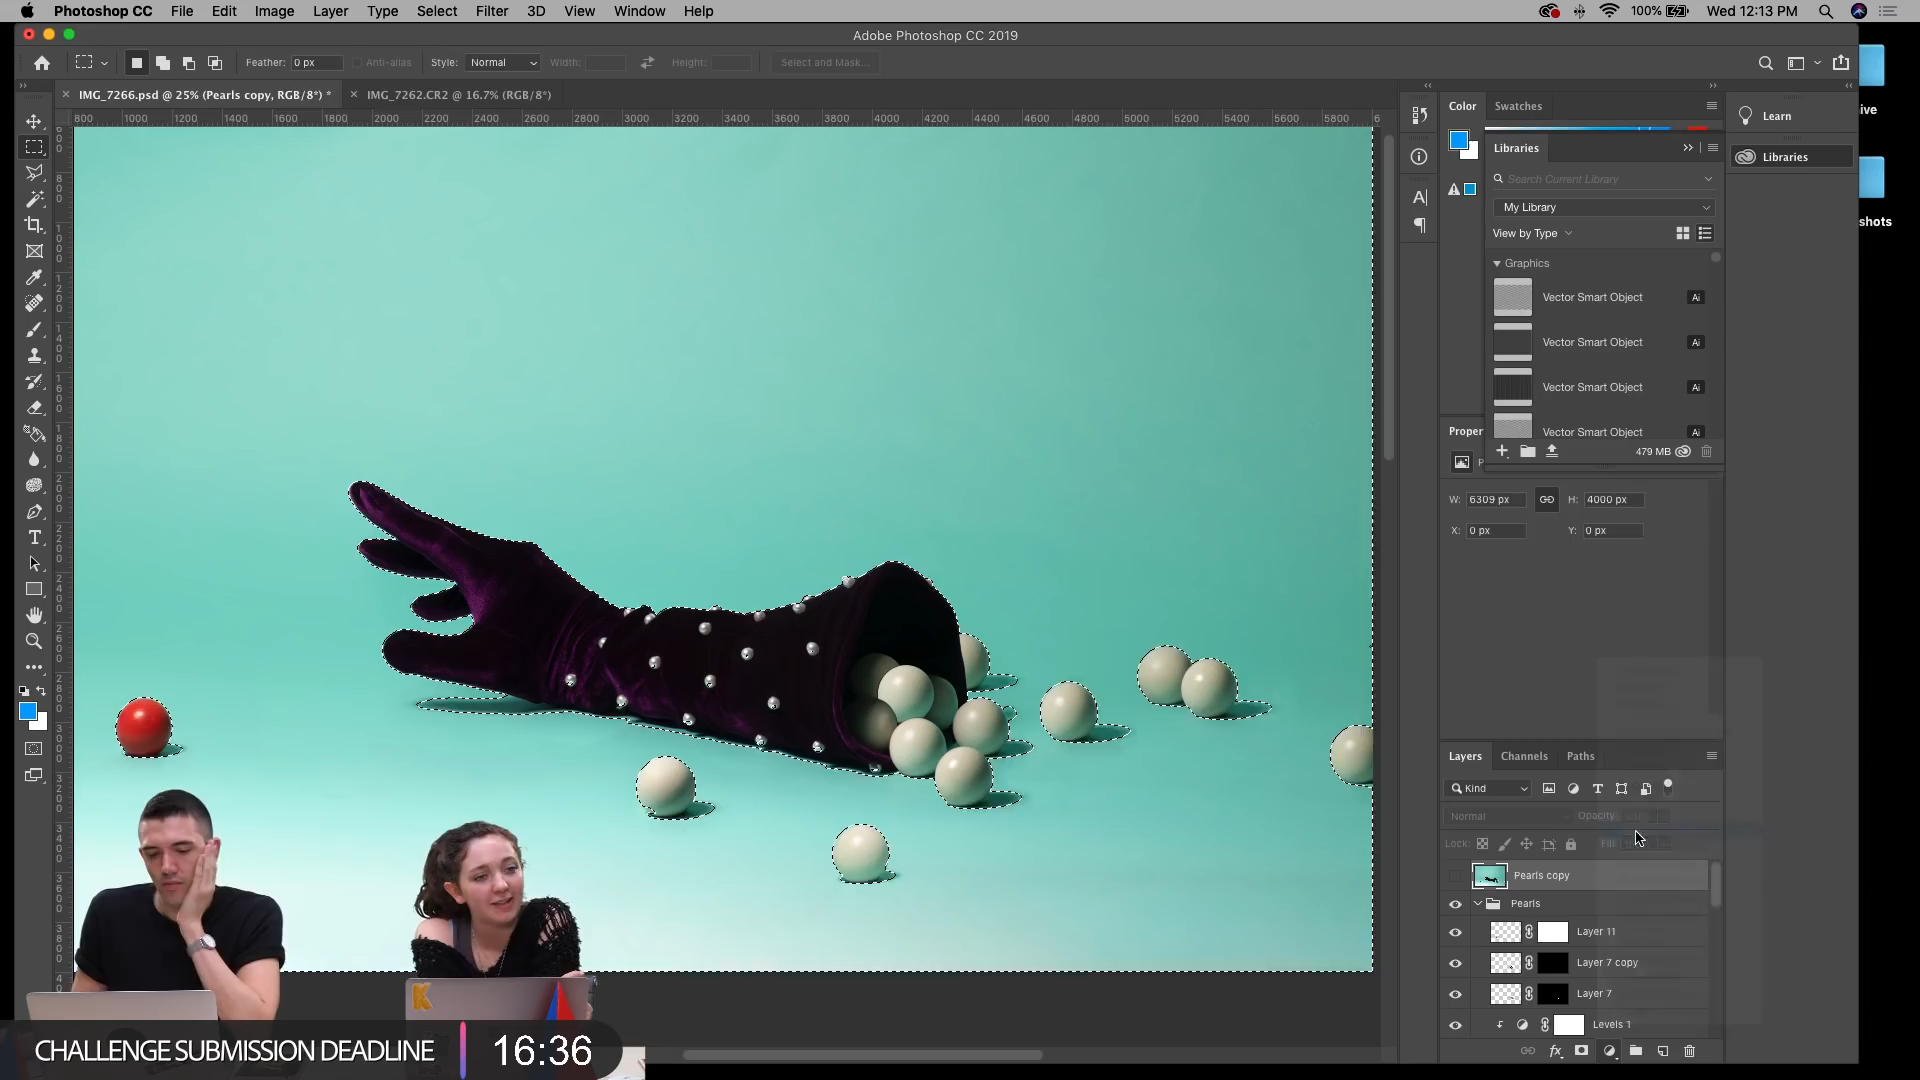 Photoshop CC File Edit Image Layer Type Select Filter 3D View Window Help 100% Wed 12:13 PM
Adobe Photoshop CC 2019
Feather: 0 px Anti-alias Style: Normal Width: Height: Select and Mask...
IMG_7266.psd @ 25% (Pearls copy, RGB/8*) * IMG_7262.CR2 @ 16.7% (RGB/8*)
800 1000 1200 1400 1600 1800 2000 2200 2400 2600 2800 3000 3200 3400 3600 3800 4000 4200 4400 4600 4800 5000 5200 5400 5600 5800 6
Color Swatches
Learn
ive
Libraries
Libraries
Search Current Library
My Library
shots
View by Type
Graphics
Vector Smart Object Ai
Vector Smart Object Ai
Vector Smart Object Ai
Vector Smart Object Ai
Proper
479 MB
P
W: 6309 px H: 4000 px
X: 0 px Y: 0 px
Layers Channels Paths
Kind
Normal Opacity
Lock: Fill
Pearls copy
Pearls
Layer 11
Layer 7 copy
Layer 7
Levels 1
fx
K
CHALLENGE SUBMISSION DEADLINE 16:36